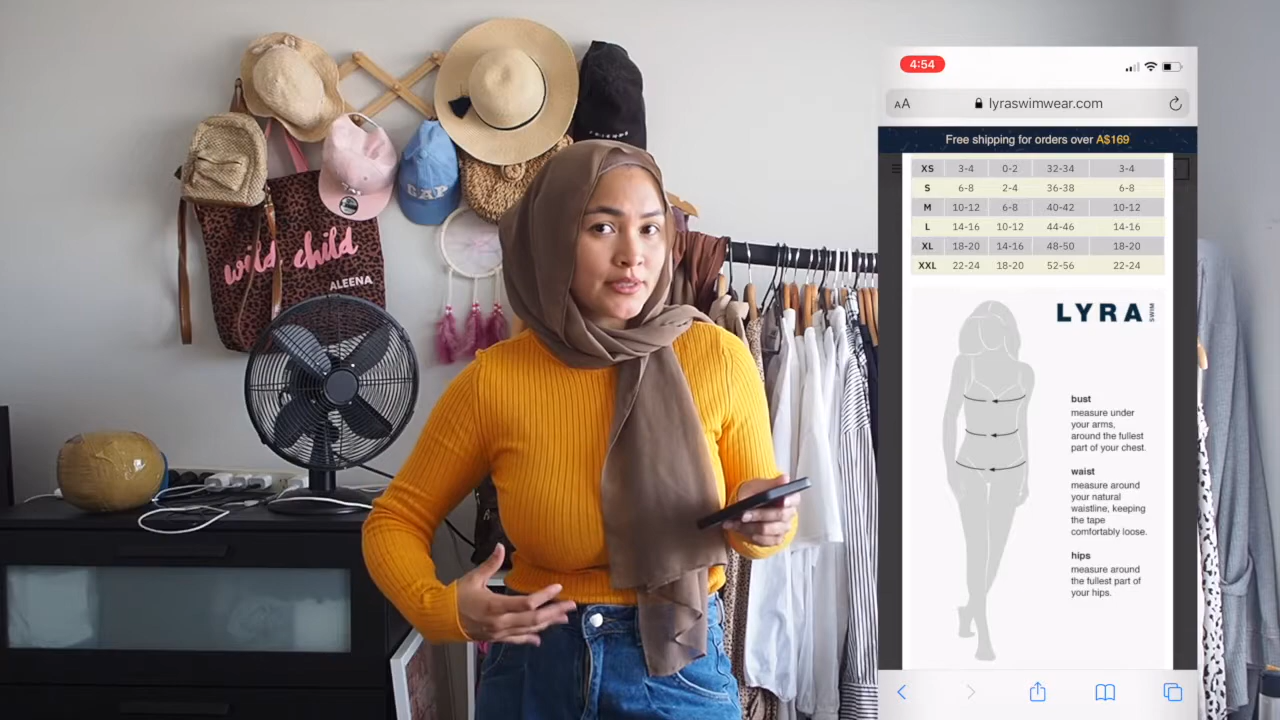 FRIENDS
GAP
wild child
ALEENA
4:54
AA
lyraswimwear.com
Free shipping for orders over A$169
XS 3-4 0-2 32-34 3-4
S 6-8 2-4 36-38 6-8
M 10-12 6-8 40-42 10-12
L 14-16 10-12 44-46 14-16
XL 18-20 14-16 48-50 18-20
XXL 22-24 18-20 52-56 22-24
LYRA SWIM
bust
measure under
your arms,
around the fullest
part of your chest.
waist
measure around
your natural
waistline, keeping
the tape
comfortably loose.
hips
measure around
the fullest part of
your hips.